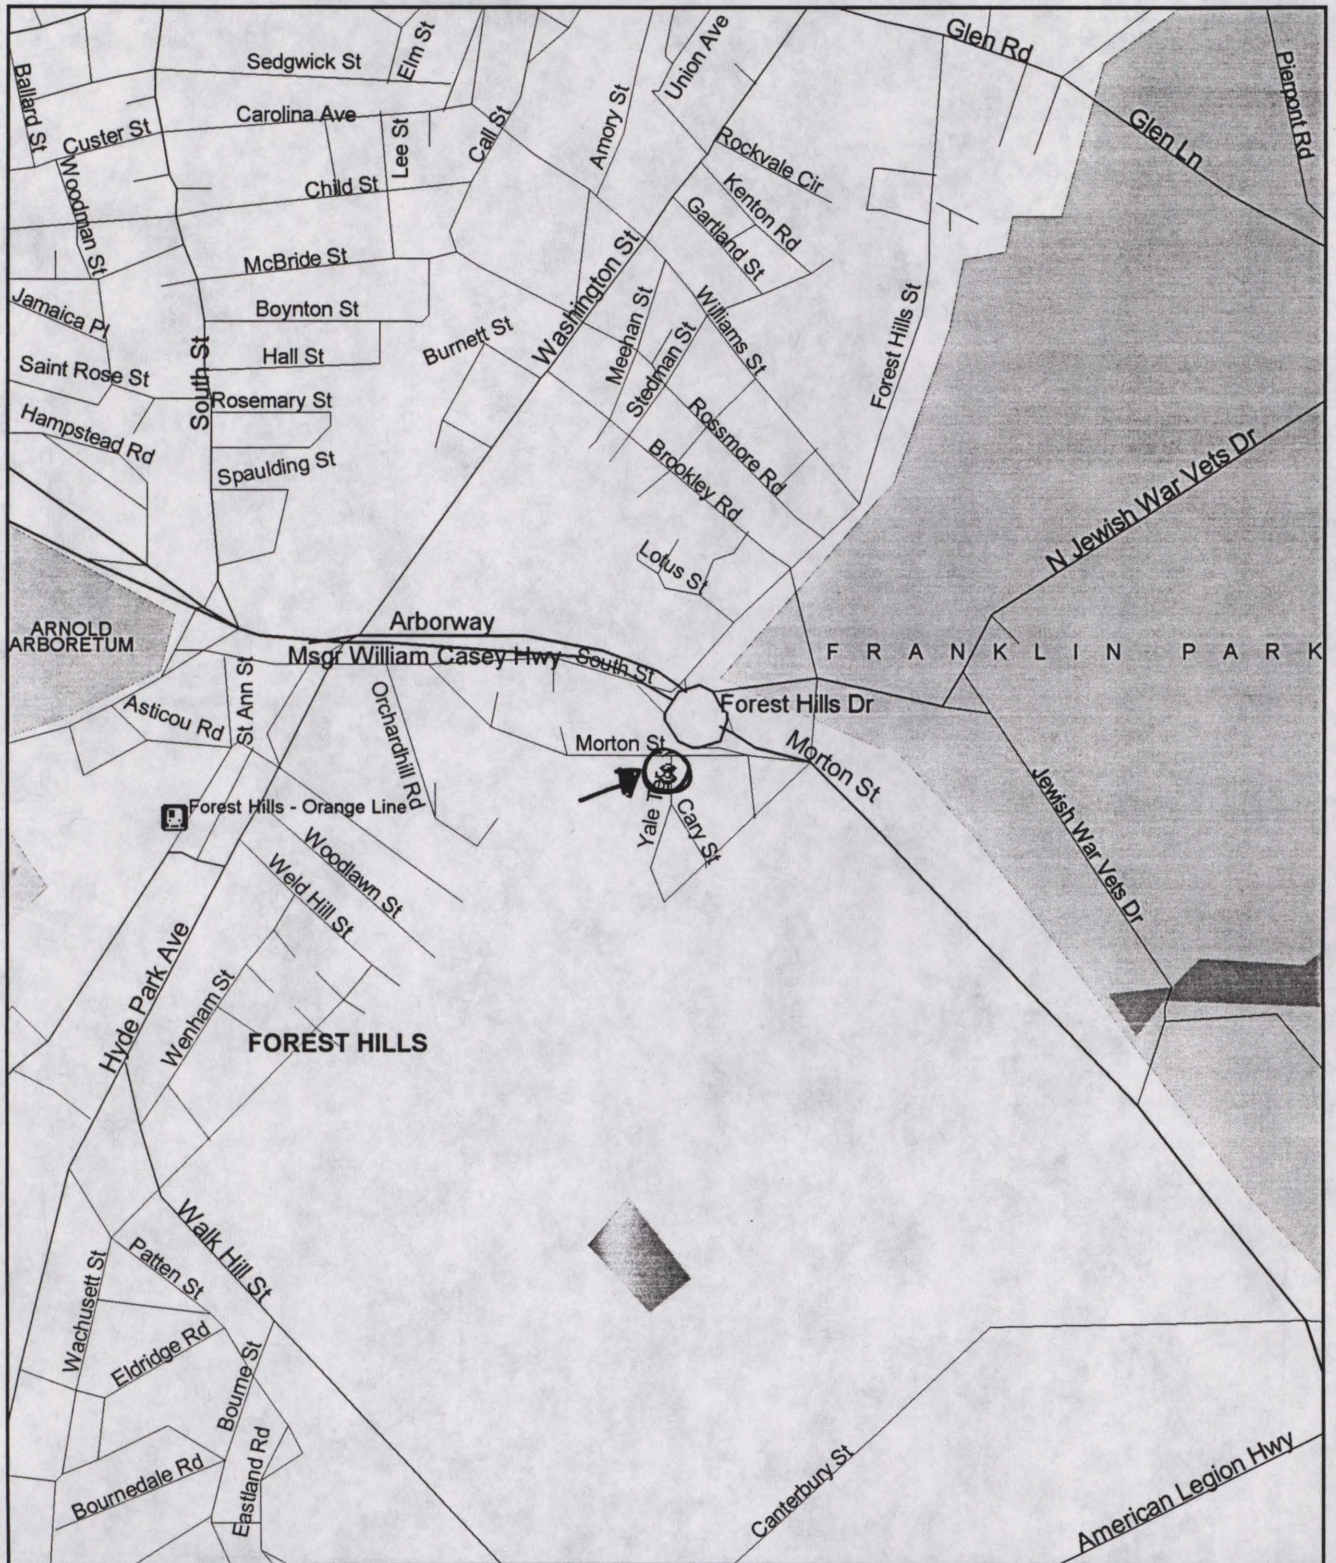 Glen Rd
Union Ave
Elm St
Sedgwick St
Pierpont Rd
Ballard St
Amory St
Carolina Ave
Call St
Glen Ln
Custer St
Lee St
Rockvale Cir
Woodman St
Child St
Kenton Rd
Gartland St
McBride St
Washington St
Jamaica Pl
Boynton St
Meehan St
Williams St
Forest Hills St
Burnett St
Hall St
Saint Rose St
South St
Stedman St
Rosemary St
Rossmore Rd
Hampstead Rd
Spaulding St
Brookley Rd
N Jewish War Vets Dr
Lotus St
Arborway
ARNOLD
ARBORETUM
Msgr William Casey Hwy
South St
FRANKLIN PARK
St Ann St
Asticou Rd
Orchardhill Rd
Forest Hills Dr
Morton St
Morton St
Jewish War Vets Dr
Forest Hills - Orange Line
Yale
Cary St
Woodlawn St
Weld Hill St
Hyde Park Ave
Wenham St
FOREST HILLS
Walk Hill St
Patten St
Wachusett St
Eldridge Rd
Bourne St
Bournedale Rd
Eastland Rd
Canterbury St
American Legion Hwy